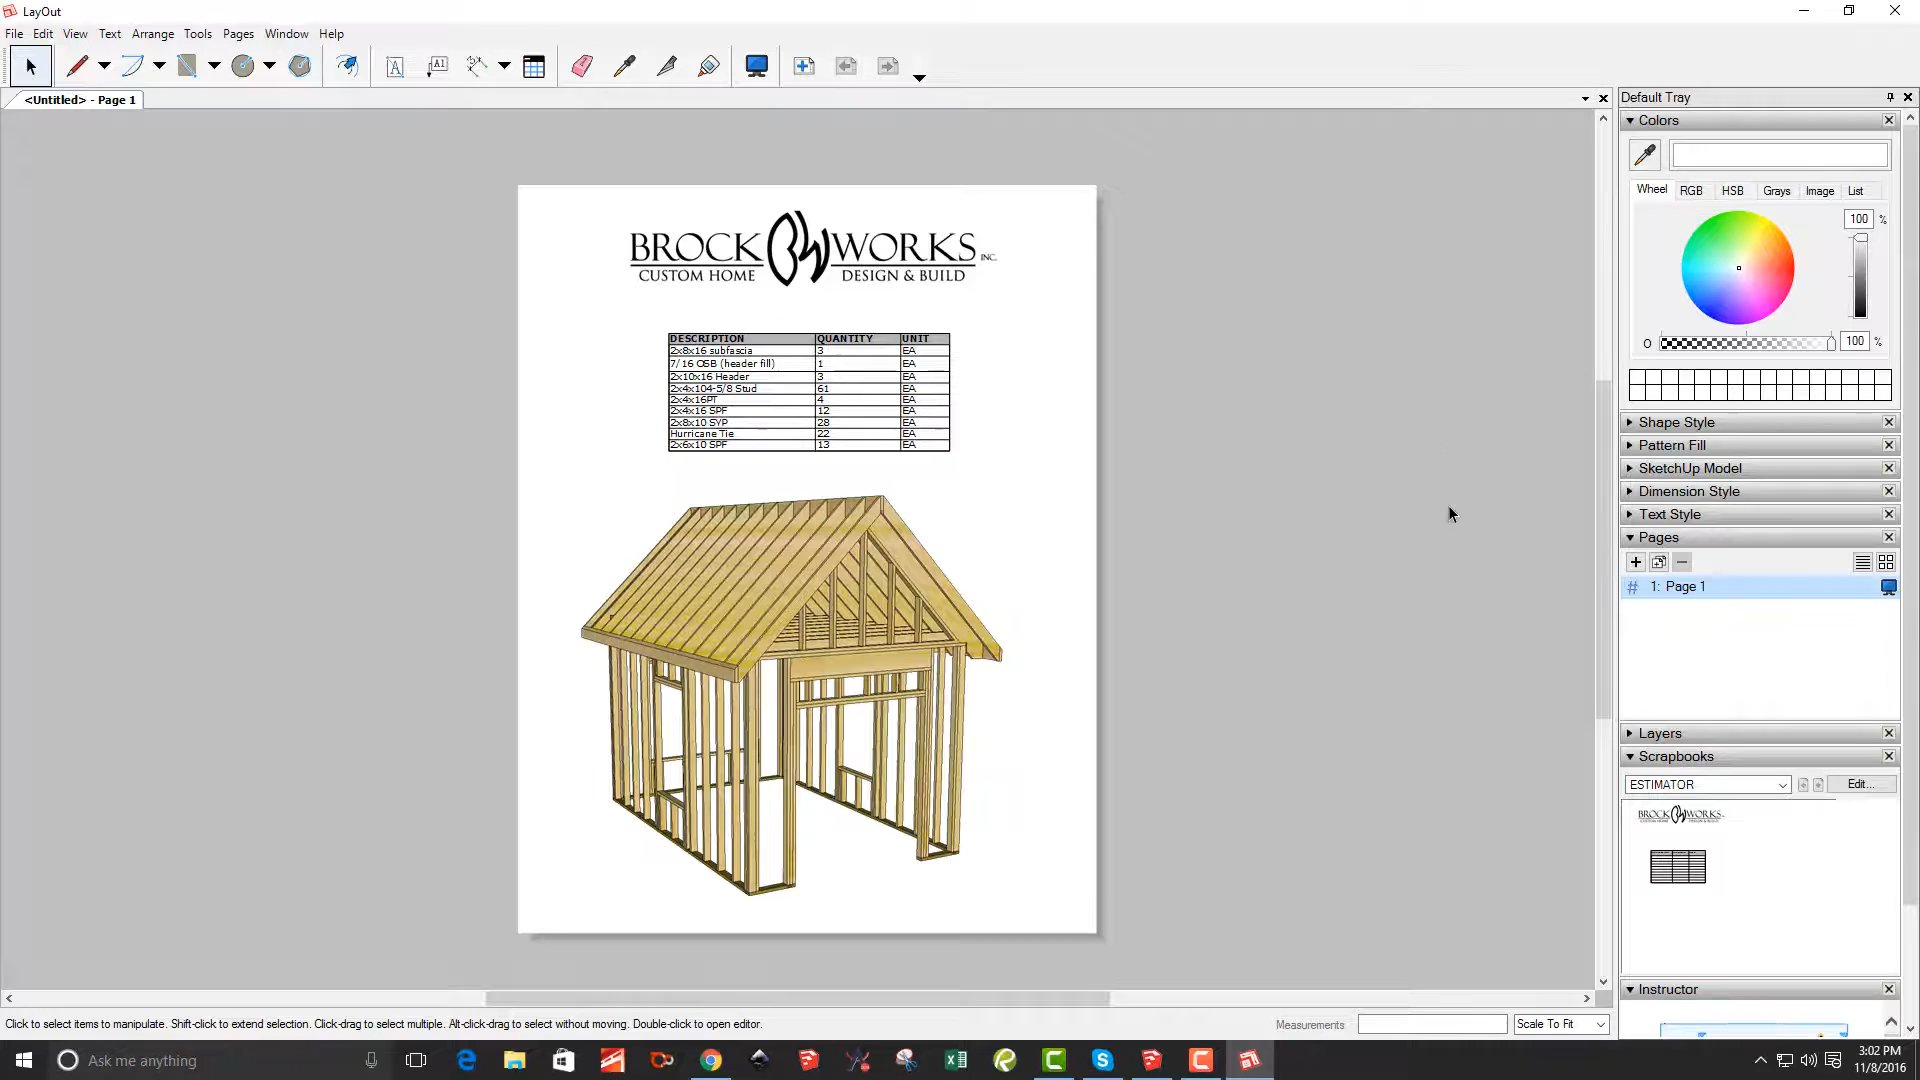 LayOut
File Edit View Text Arrange Tools Pages Window Help
<Untitled> - Page 1
Default Tray
Colors
Wheel RGB HSB Grays Image List
100 %
O 100 %
Shape Style
Pattern Fill
SketchUp Model
Dimension Style
Text Style
Pages
# 1: Page 1
Layers
Scrapbooks
ESTIMATOR Edit...
BROCK WORKS
Instructor
BROCK BW WORKS INC.
CUSTOM HOME DESIGN & BUILD
DESCRIPTION QUANTITY UNIT
2x8x16 subfascia 3 EA
7/16 OSB (header fill) 1 EA
2x10x16 Header 3 EA
2x4x104-5/8 Stud 61 EA
2x4x16PT 4 EA
2x4x16 SPF 12 EA
2x8x10 SYP 28 EA
Hurricane Tie 22 EA
2x6x10 SPF 13 EA
Click to select items to manipulate. Shift-click to extend selection. Click-drag to select multiple. Alt-click-drag to select without moving. Double-click to open editor.
Measurements Scale To Fit
Ask me anything
3:02 PM
11/8/2016